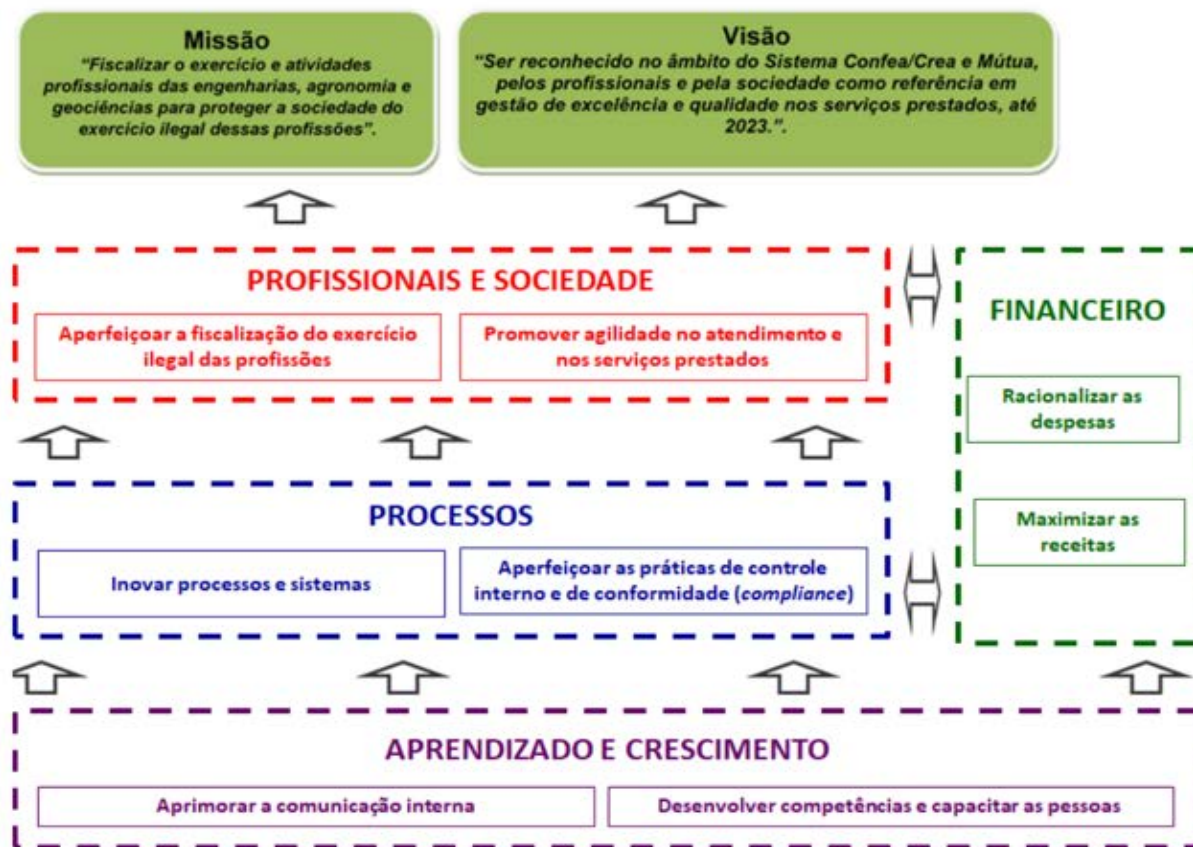 Missão
"Fiscalizar o exercício e atividades
profissionais das engenharias, agronomia e
geociências para proteger a sociedade do
exercício ilegal dessas profissões".
Visão
"Ser reconhecido no âmbito do Sistema Confea/Crea e Mútua,
pelos profissionais e pela sociedade como referência em
gestão de excelência e qualidade nos serviços prestados, até
2023.".
PROFISSIONAIS E SOCIEDADE
Aperfeiçoar a fiscalização do exercício
ilegal das profissões
Promover agilidade no atendimento e
nos serviços prestados
FINANCEIRO
Racionalizar as
despesas
Maximizar as
receitas
PROCESSOS
Inovar processos e sistemas
Aperfeiçoar as práticas de controle
interno e de conformidade (compliance)
APRENDIZADO E CRESCIMENTO
Aprimorar a comunicação interna
Desenvolver competências e capacitar as pessoas